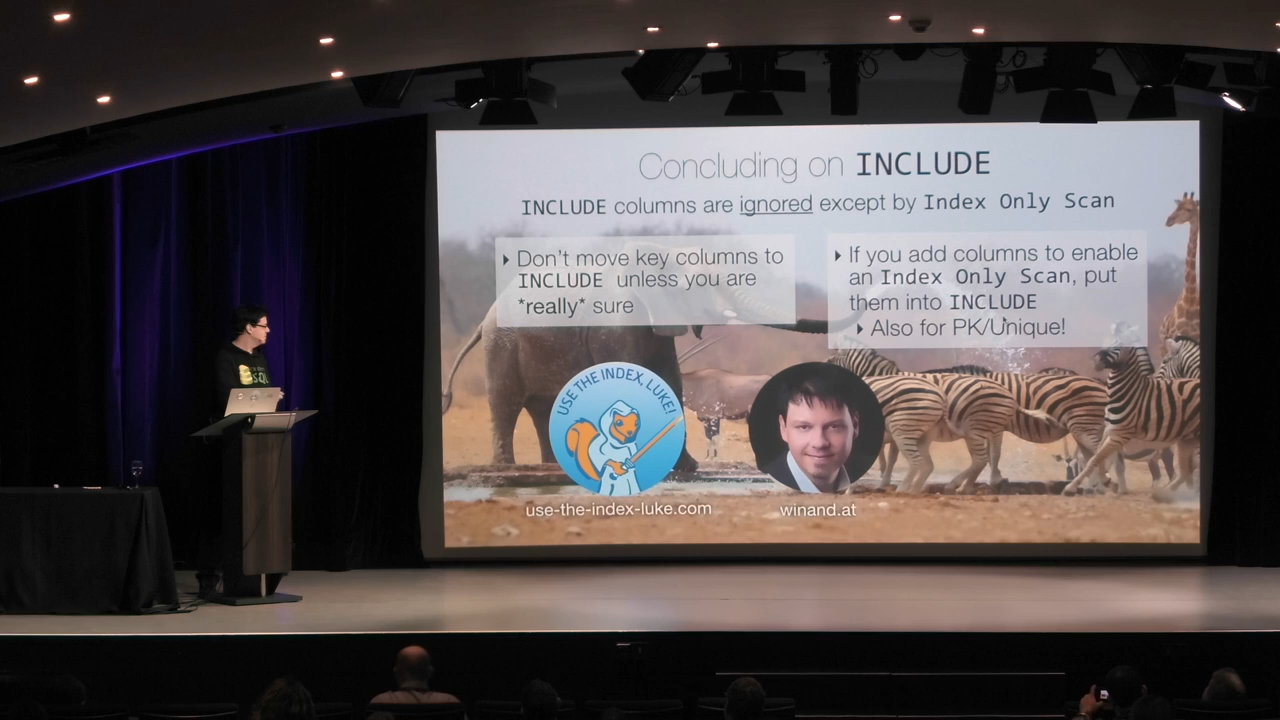 Concluding on INCLUDE
INCLUDE columns are ignored except by Index Only Scan
‣ Don't move key columns to
INCLUDE unless you are
*really* sure
‣ If you add columns to enable
an Index Only Scan, put
them into INCLUDE
‣ Also for PK/Unique!
USE THE INDEX, LUKE!
use-the-index-luke.com
winand.at